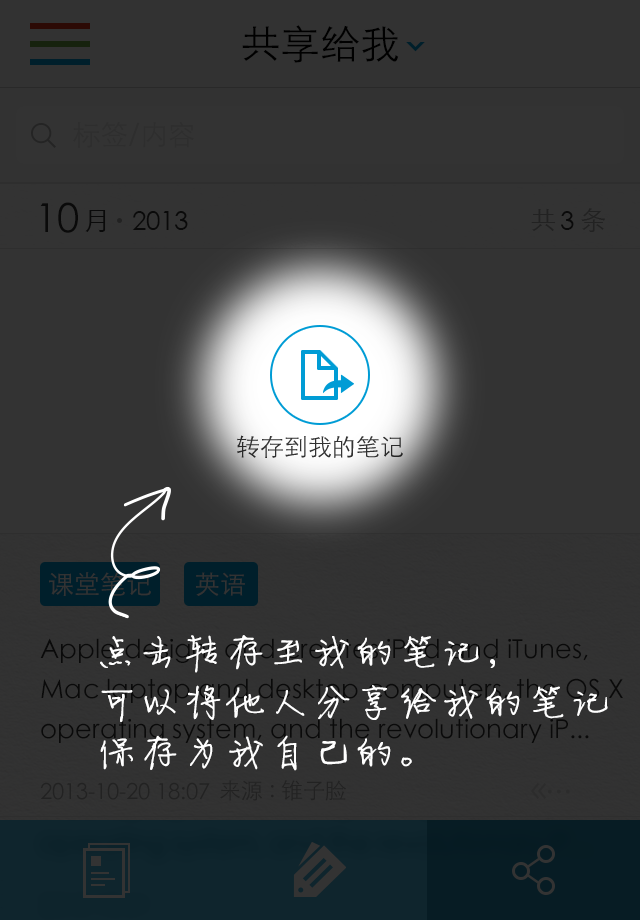 共享给我
标签/内容
10月·2013 共3条
转存到我的笔记
课堂笔记 英语
点击转存至我的笔记，
可以将他人分享给我的笔记
保存为我自己的。
Apple designs and creates iPod and iTunes,
Mac laptop and desktop computers, the OS X
operating system, and the revolutionary iP...
2013-10-20 18:07 来源：锥子脸